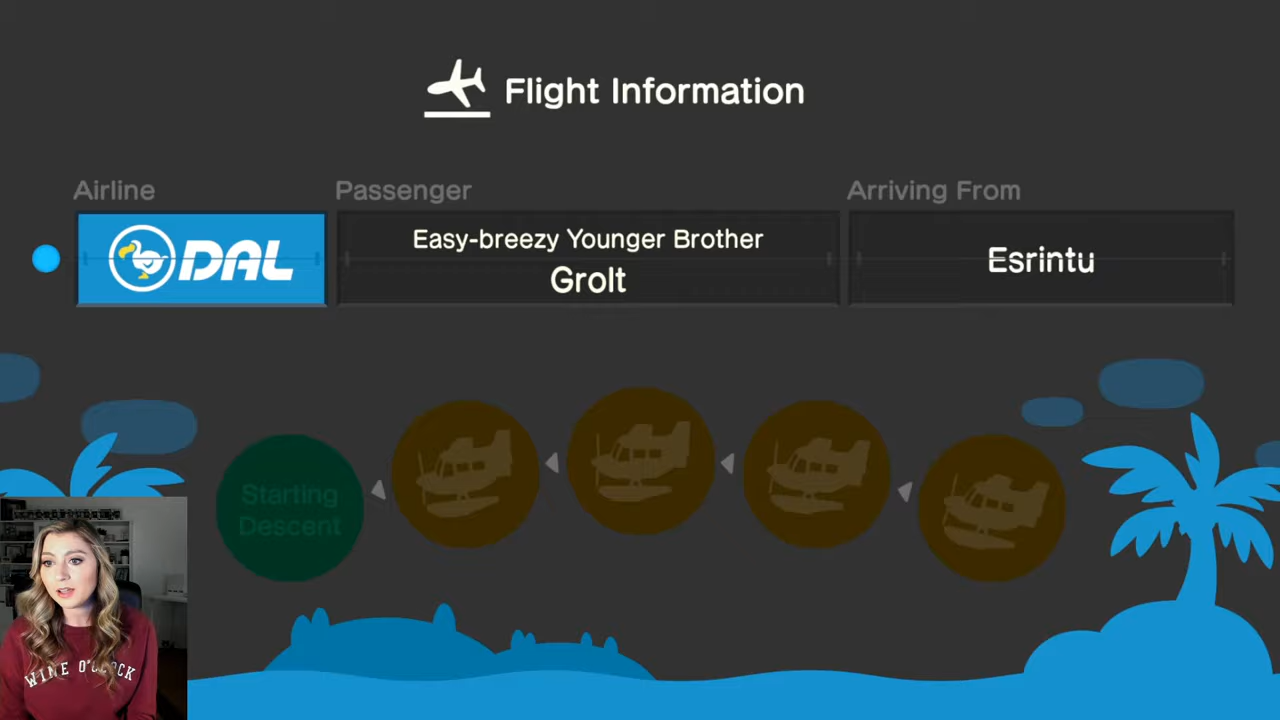 Flight Information
Airline
Passenger
Arriving From
DAL
Easy-breezy Younger Brother
Grolt
Esrintu
Starting
Descent
WINE O'CLOCK